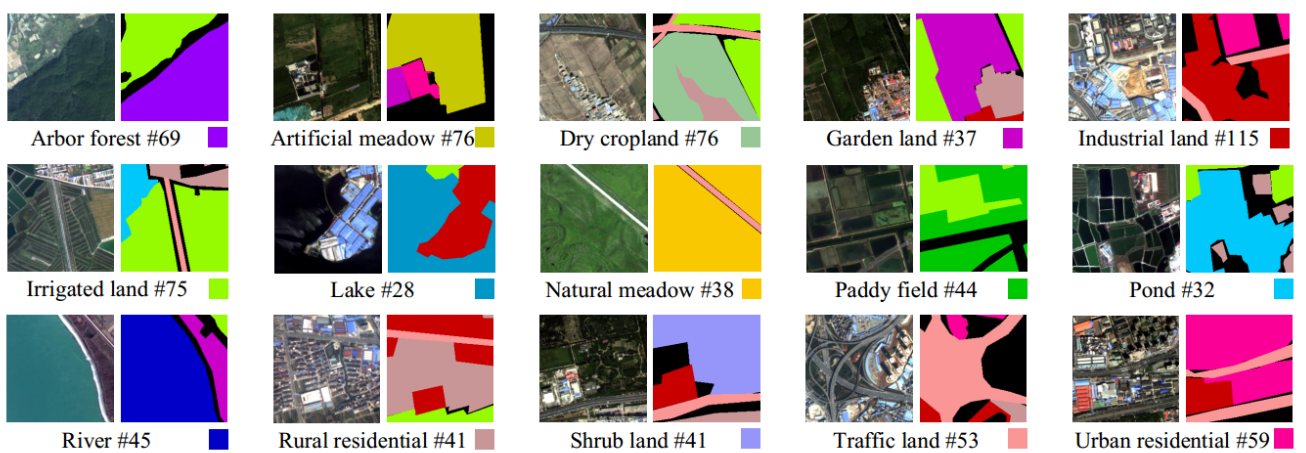 Arbor forest #69
Artificial meadow #76
Dry cropland #76
Garden land #37
Industrial land #115
Irrigated land #75
Lake #28
Natural meadow #38
Paddy field #44
Pond #32
River #45
Rural residential #41
Shrub land #41
Traffic land #53
Urban residential #59